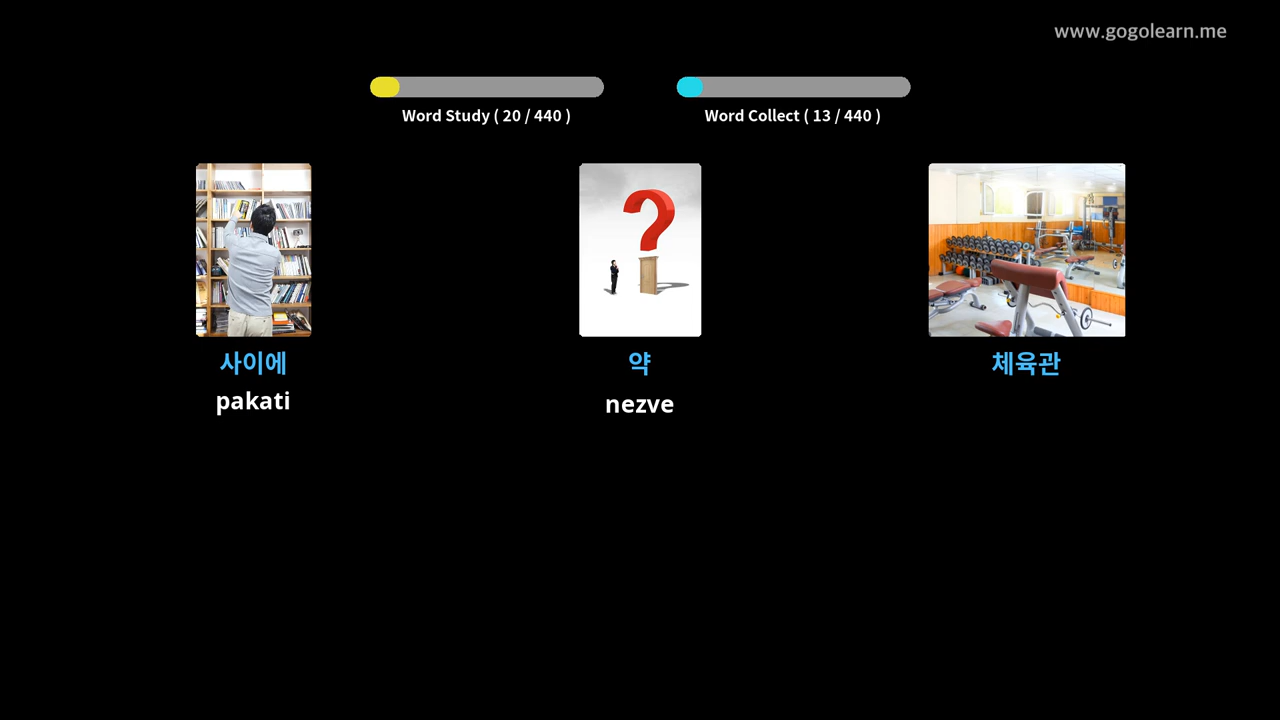 www.gogolearn.me
Word Study ( 20 / 440 )
Word Collect ( 13 / 440 )
사이에
약
체육관
pakati
nezve